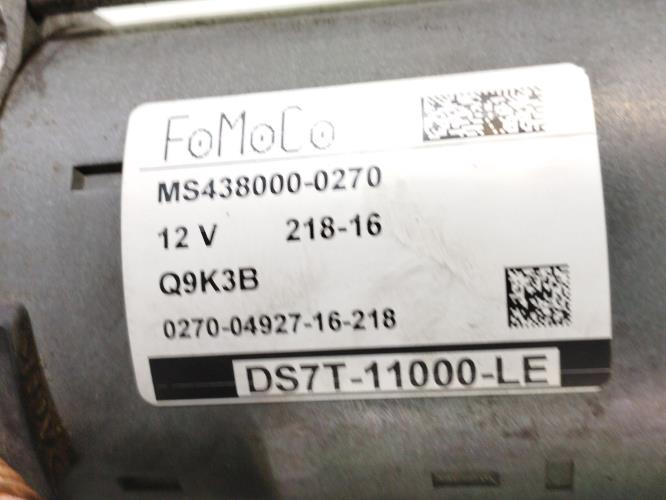 FoMoCo
MS438000-0270
12 V 218-16
Q9K3B
0270-04927-16-218
DS7T-11000-LE